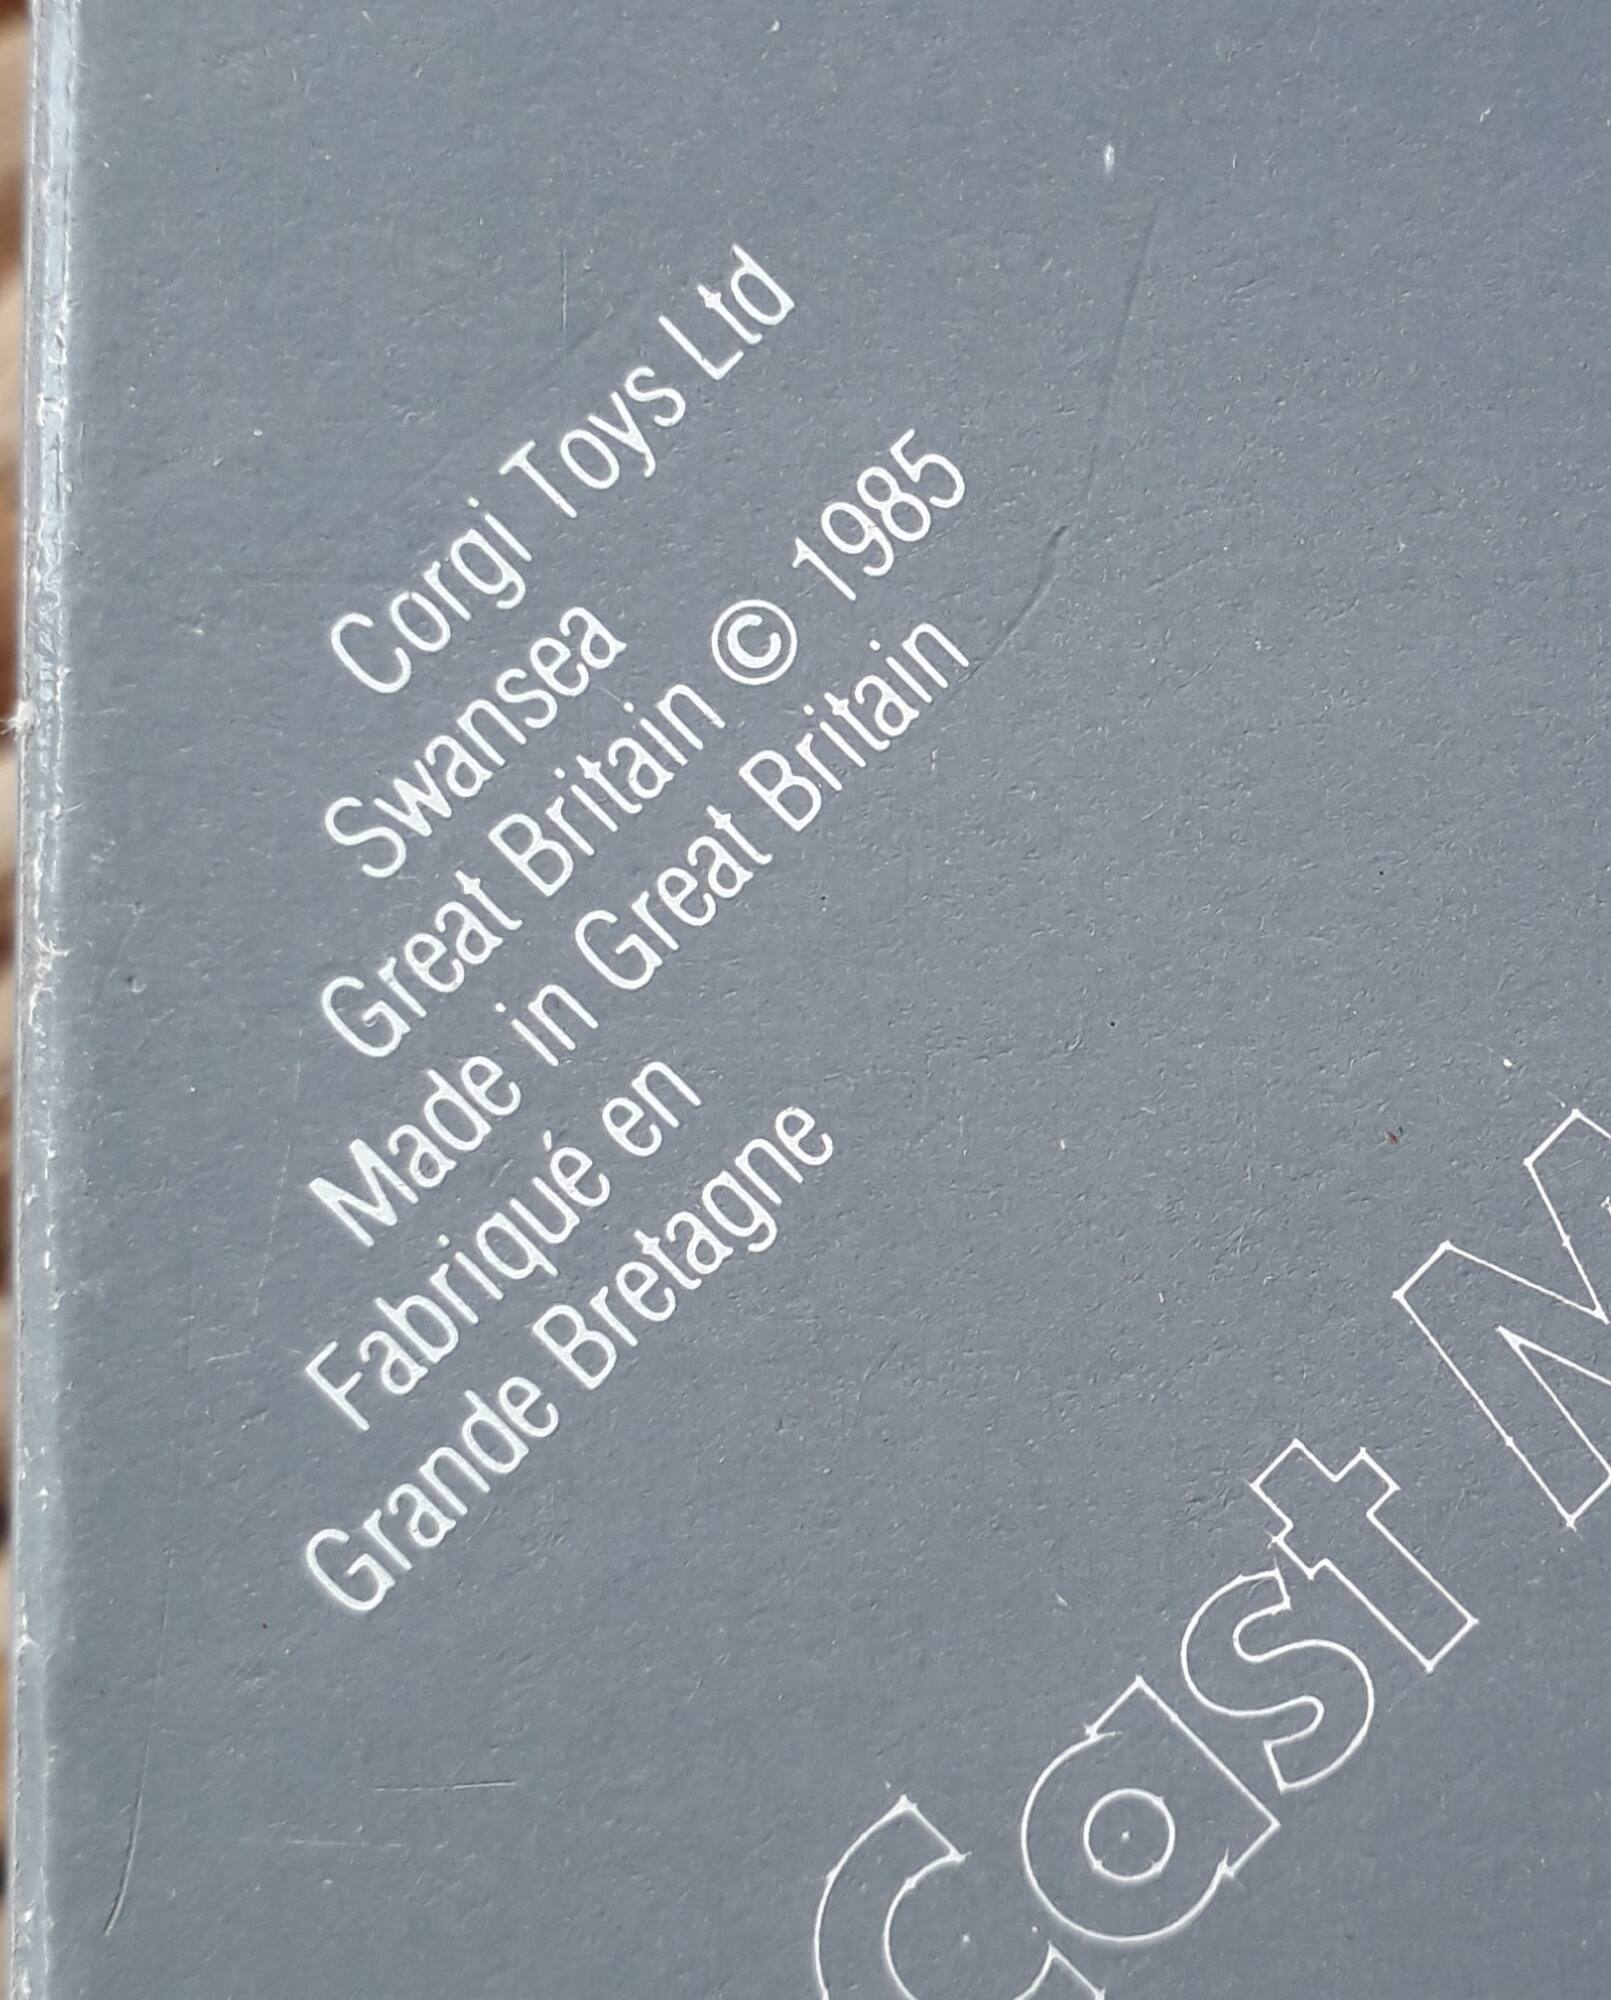 Corgi Toys Ltd
Swansea
Great Britain © 1985
Made in Great Britain
Fabriqué en
Grande Bretagne
Cast M